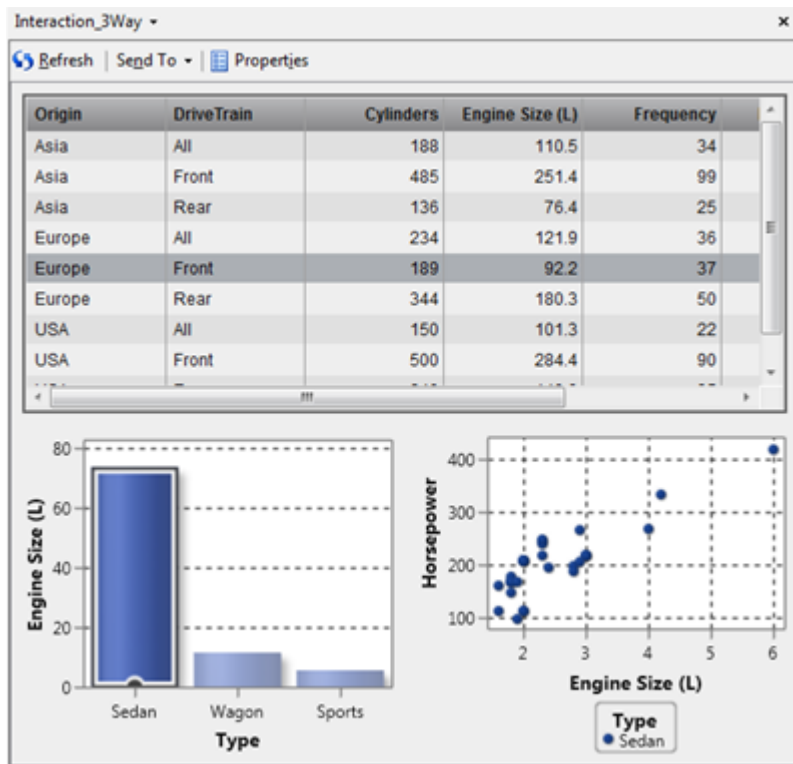 Interaction_3Way
Refresh Send To Properties
Origin DriveTrain Cylinders Engine Size (L) Frequency
Asia All 188 110.5 34
Asia Front 485 251.4 99
Asia Rear 136 76.4 25
Europe All 234 121.9 36
Europe Front 189 92.2 37
Europe Rear 344 180.3 50
USA All 150 101.3 22
USA Front 500 284.4 90
80
60
40
20
0
Engine Size (L)
Sedan Wagon Sports
Type
400
300
200
100
Horsepower
2 3 4 5 6
Engine Size (L)
Type
Sedan